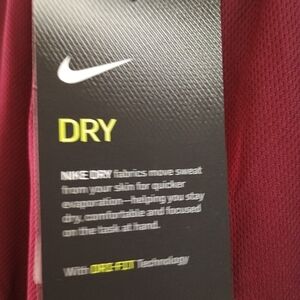 DRY
NIKE DRY fabrics move sweat
from your skin for quicker
evaporation—helping you stay
dry, comfortable and focused
on the task at hand.
With DRI-FIT Technology